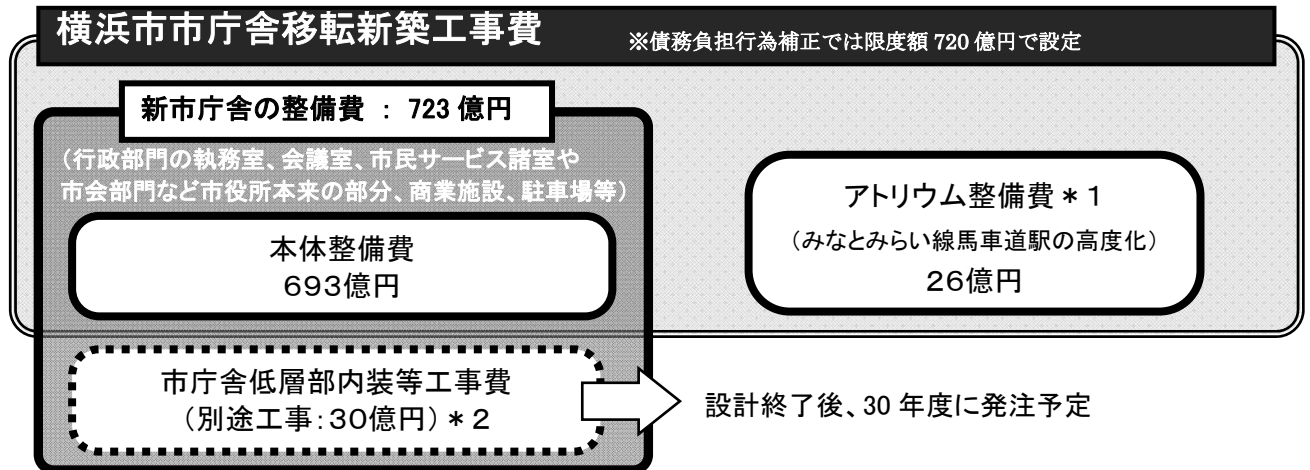 横浜市市庁舎移転新築工事費 ※債務負担行為補正では限度額 720 億円で設定
新市庁舎の整備費 : 723 億円
(行政部門の執務室、会議室、市民サービス諸室や
市会部門など市役所本来の部分、商業施設、駐車場等)
本体整備費
693億円
アトリウム整備費*1
(みなとみらい線馬車道駅の高度化)
26億円
市庁舎低層部内装等工事費
(別途工事:30億円)*2
設計終了後、30 年度に発注予定